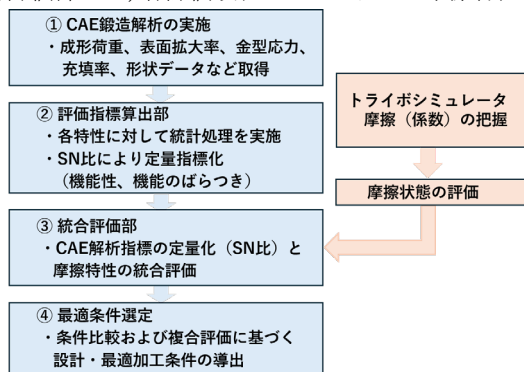 ① CAE鍛造解析の実施
・成形荷重、表面拡大率、金型応力、
充填率、形状データなど取得
② 評価指標算出部
・各特性に対して統計処理を実施
・SN比により定量指標化
（機能性、機能のばらつき）
③ 統合評価部
・CAE解析指標の定量化（SN比）と
摩擦特性の統合評価
④ 最適条件選定
・条件比較および複合評価に基づく
設計・最適加工条件の導出
トライボシミュレータ
摩擦（係数）の把握
摩擦状態の評価